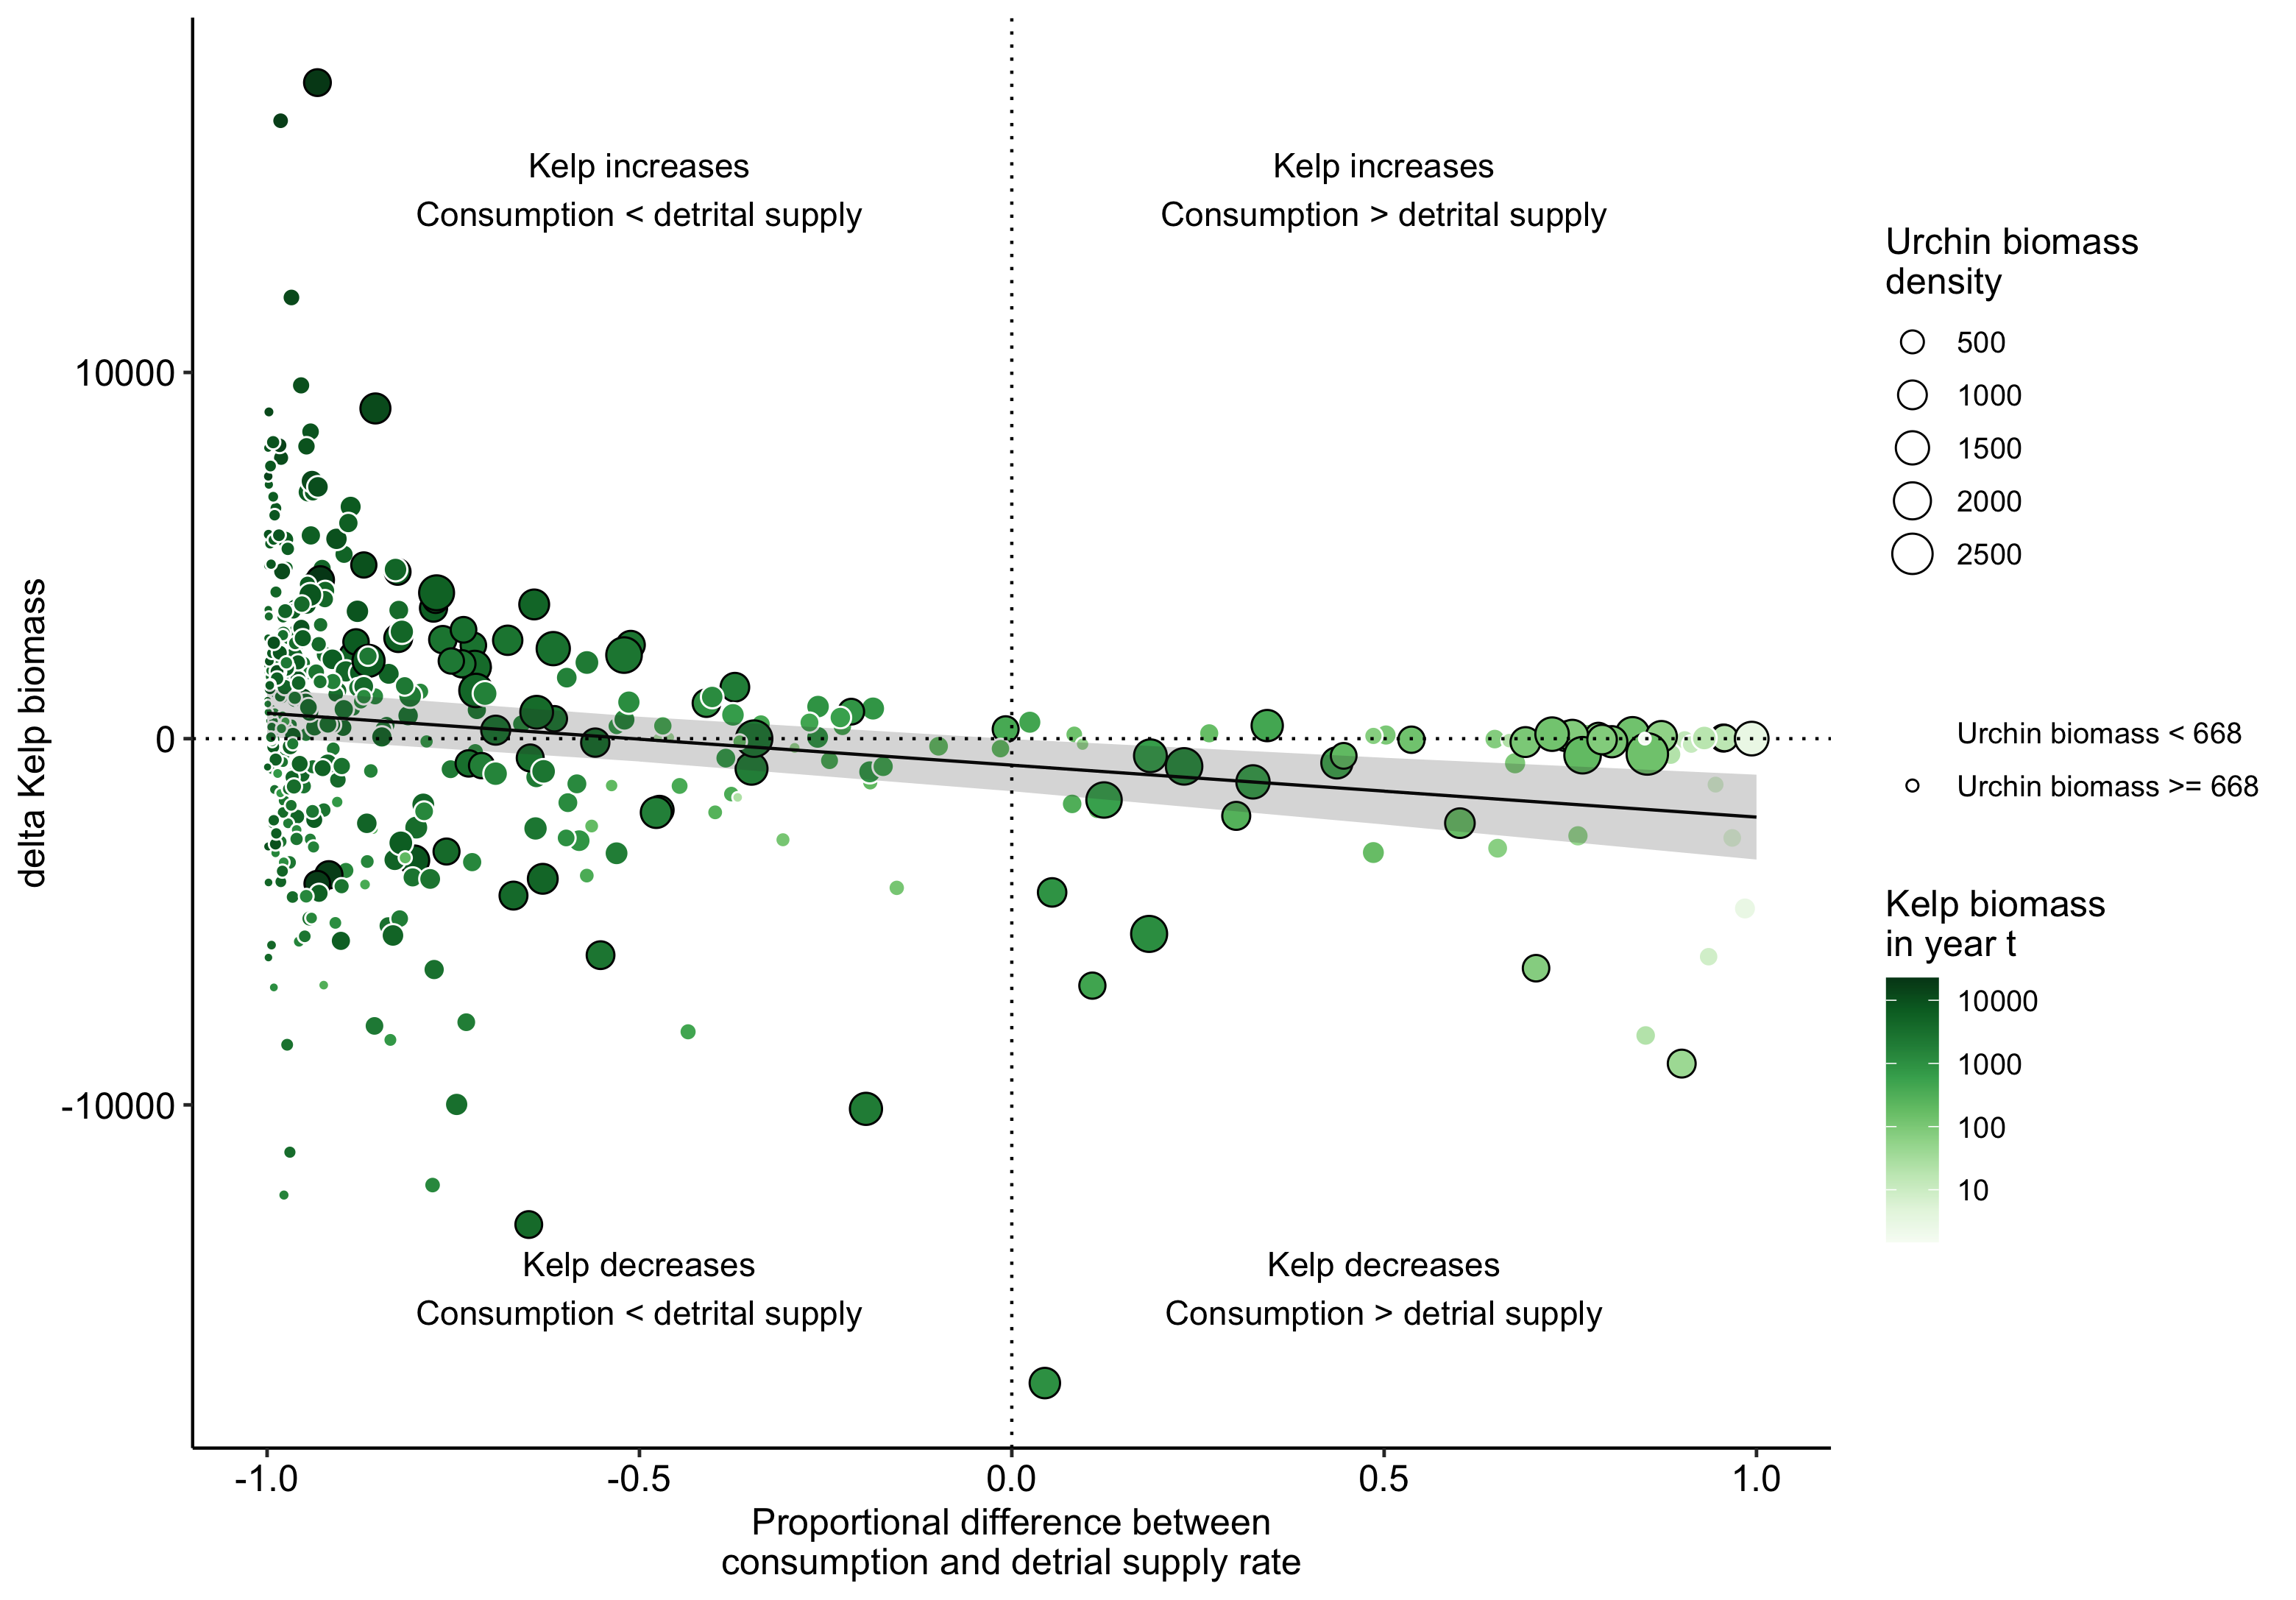 Kelp increases
Consumption < detrital supply
Kelp increases
Consumption > detrital supply
Kelp decreases
Consumption < detrital supply
Kelp decreases
Consumption > detrial supply
delta Kelp biomass
10000
0
-10000
-1.0
-0.5
0.0
0.5
1.0
Proportional difference between
consumption and detrial supply rate
Urchin biomass
density
500
1000
1500
2000
2500
Urchin biomass < 668
Urchin biomass >= 668
Kelp biomass
in year t
10000
1000
100
10